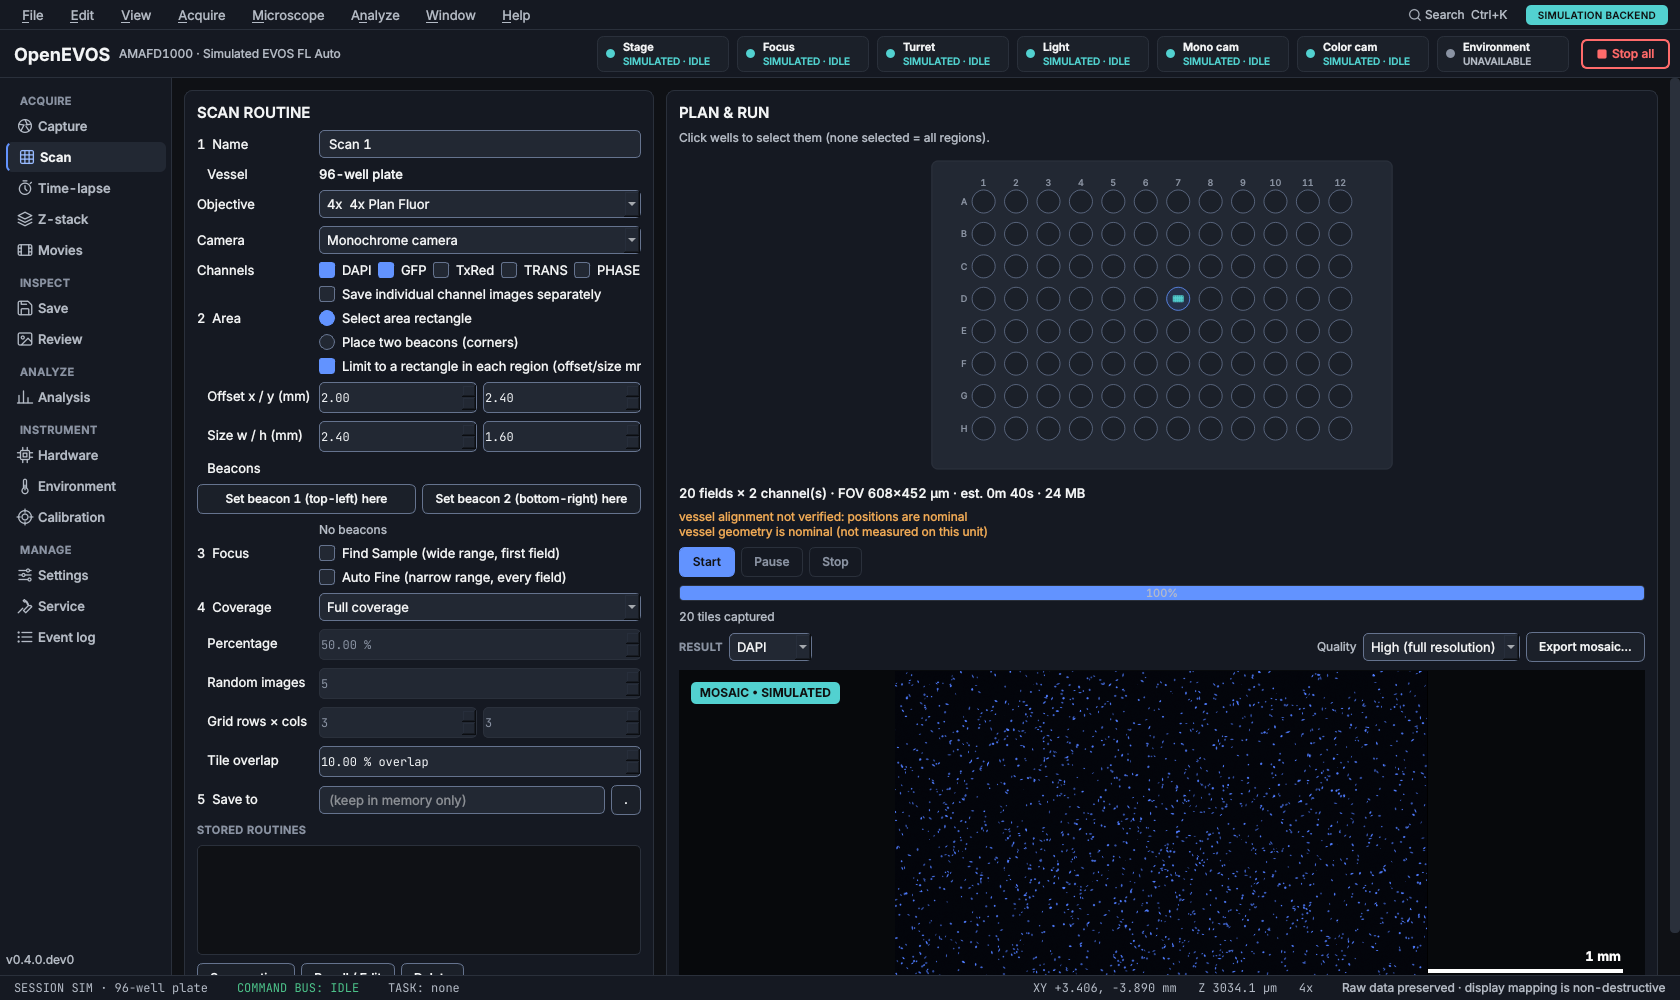 File Edit View Acquire Microscope Analyze Window Help Search Ctrl+K SIMULATION BACKEND
OpenEVOS AMAFD1000 · Simulated EVOS FL Auto
Stage SIMULATED · IDLE
Focus SIMULATED · IDLE
Turret SIMULATED · IDLE
Light SIMULATED · IDLE
Mono cam SIMULATED · IDLE
Color cam SIMULATED · IDLE
Environment UNAVAILABLE
Stop all
ACQUIRE
Capture
Scan
Time-lapse
Z-stack
Movies
INSPECT
Save
Review
ANALYZE
Analysis
INSTRUMENT
Hardware
Environment
Calibration
MANAGE
Settings
Service
Event log
v0.4.0.dev0
SCAN ROUTINE
1 Name Scan 1
Vessel 96-well plate
Objective 4x 4x Plan Fluor
Camera Monochrome camera
Channels DAPI GFP TxRed TRANS PHASE
Save individual channel images separately
2 Area Select area rectangle
Place two beacons (corners)
Limit to a rectangle in each region (offset/size mr
Offset x / y (mm) 2.00 2.40
Size w / h (mm) 2.40 1.60
Beacons
Set beacon 1 (top-left) here Set beacon 2 (bottom-right) here
No beacons
3 Focus Find Sample (wide range, first field)
Auto Fine (narrow range, every field)
4 Coverage Full coverage
Percentage 50.00 %
Random images 5
Grid rows × cols 3 3
Tile overlap 10.00 % overlap
5 Save to (keep in memory only) .
STORED ROUTINES
PLAN & RUN
Click wells to select them (none selected = all regions).
1 2 3 4 5 6 7 8 9 10 11 12
A
B
C
D
E
F
G
H
20 fields × 2 channel(s) · FOV 608×452 µm · est. 0m 40s · 24 MB
vessel alignment not verified: positions are nominal
vessel geometry is nominal (not measured on this unit)
Start Pause Stop
100%
20 tiles captured
RESULT DAPI Quality High (full resolution) Export mosaic...
MOSAIC • SIMULATED
1 mm
SESSION SIM · 96-well plate COMMAND BUS: IDLE TASK: none XY +3.406, -3.890 mm Z 3034.1 µm 4x Raw data preserved · display mapping is non-destructive